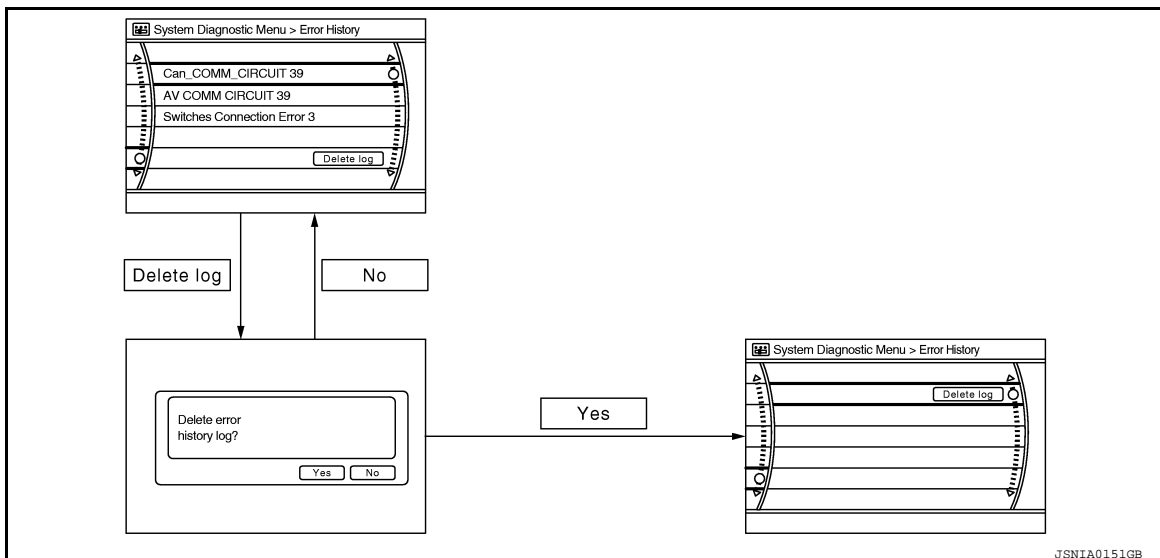 System Diagnostic Menu > Error History
Can_COMM_CIRCUIT 39
AV COMM CIRCUIT 39
Switches Connection Error 3
Delete log
Delete log
No
Delete error
history log?
Yes
No
Yes
System Diagnostic Menu > Error History
Delete log
JSNIA0151GB